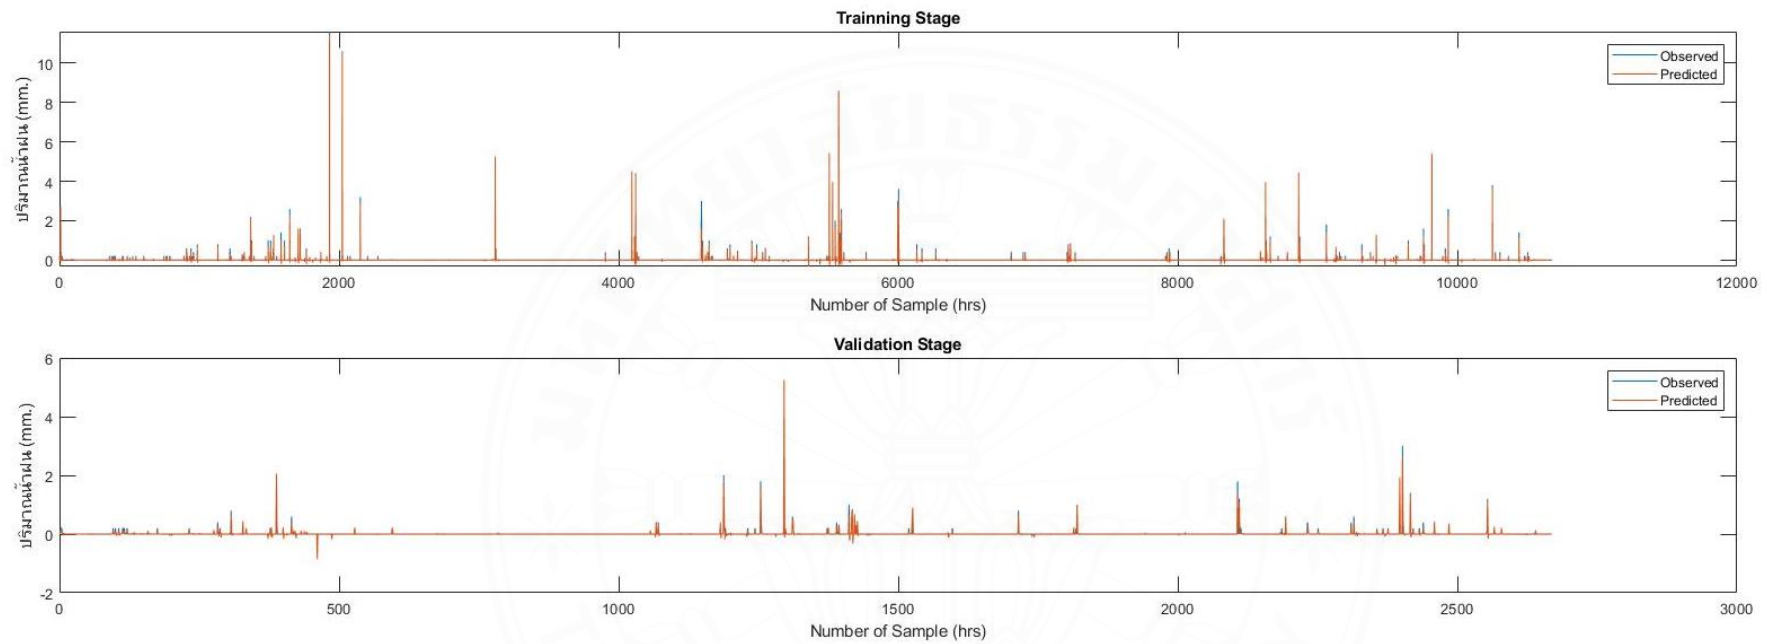 Trainning Stage
ปริมาณน้ำฝน (mm.)
10
8
6
4
2
0
Observed
Predicted
0 2000 4000 6000 8000 10000 12000
Number of Sample (hrs)
Validation Stage
ปริมาณน้ำฝน (mm.)
6
4
2
0
-2
Observed
Predicted
0 500 1000 1500 2000 2500 3000
Number of Sample (hrs)